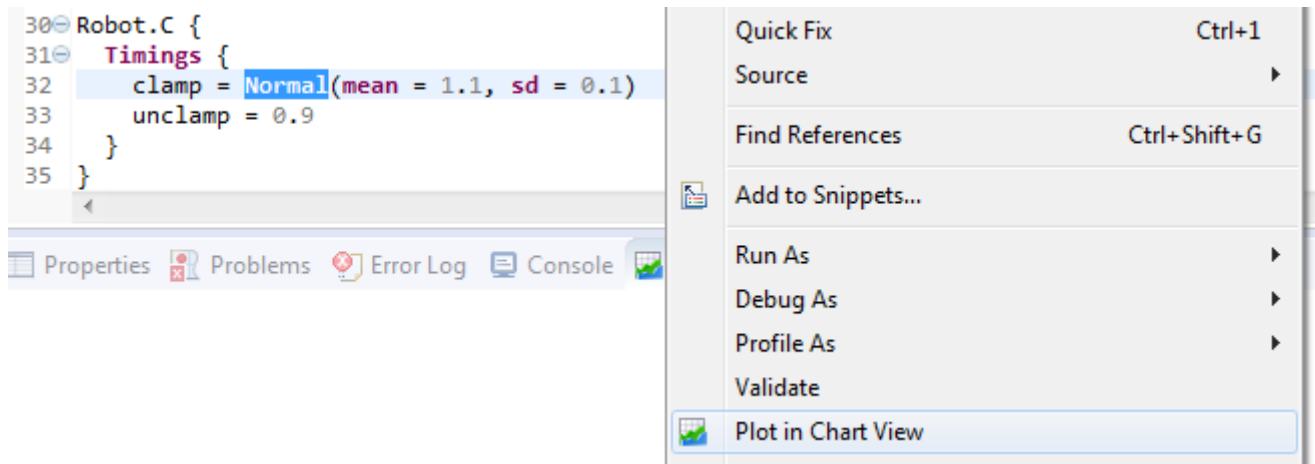 30 Robot.C {
31 Timings {
32 clamp = Normal(mean = 1.1, sd = 0.1)
33 unclamp = 0.9
34 }
35 }
Properties Problems Error Log Console
Quick Fix Ctrl+1
Source
Find References Ctrl+Shift+G
Add to Snippets...
Run As
Debug As
Profile As
Validate
Plot in Chart View